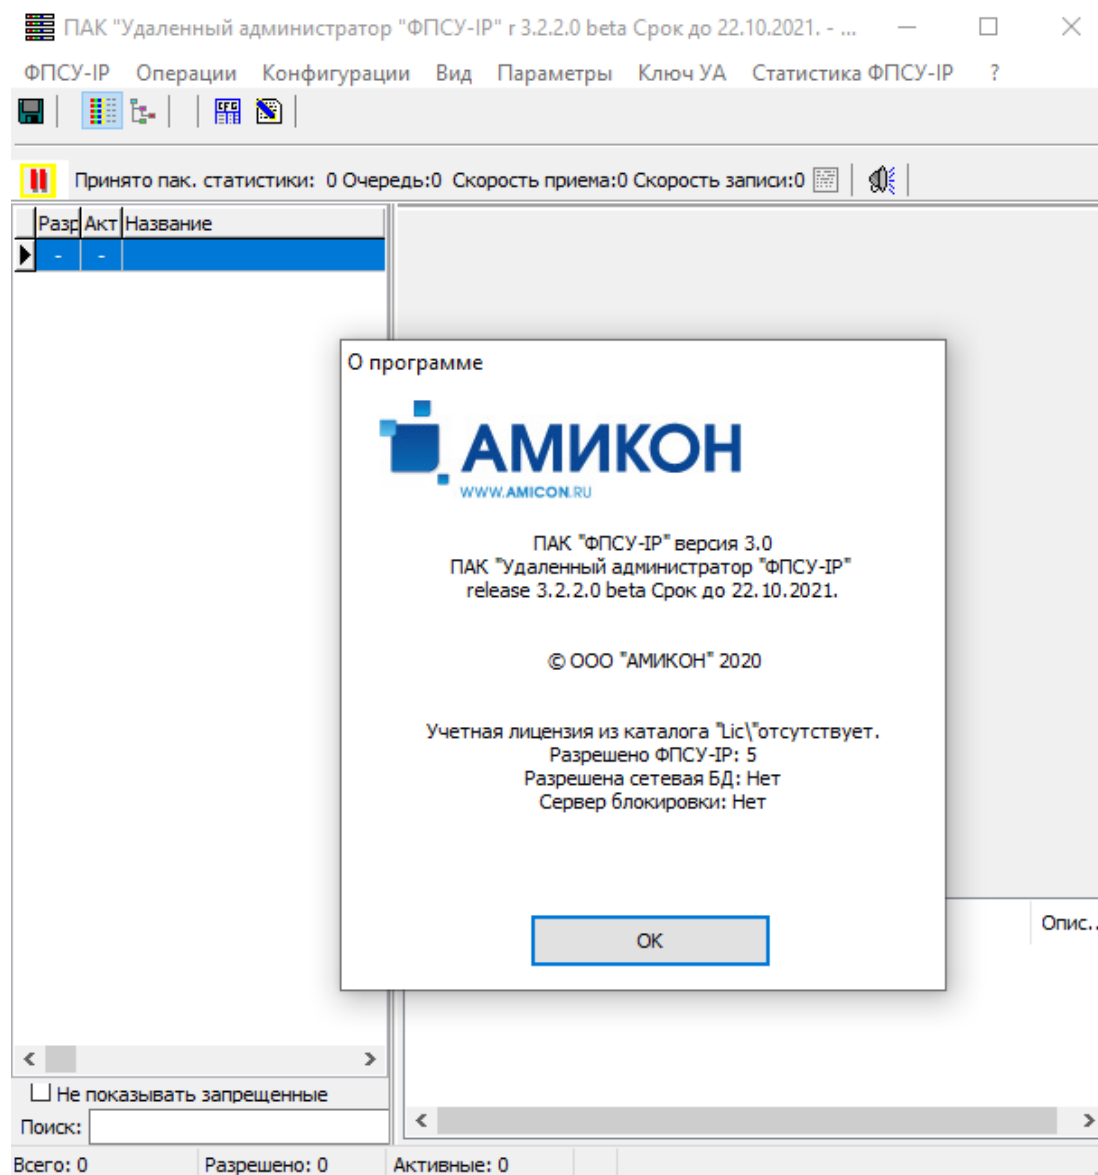 ПАК "Удаленный администратор "ФПСУ-IP" r 3.2.2.0 beta Срок до 22.10.2021. - ...
ФПСУ-IP Операции Конфигурации Вид Параметры Ключ УА Статистика ФПСУ-IP ?
CFG
Принято пак. статистики: 0 Очередь:0 Скорость приема:0 Скорость записи:0
Разр Акт Название
- -
О программе
АМИКОН
WWW.AMICON.RU
ПАК "ФПСУ-IP" версия 3.0
ПАК "Удаленный администратор "ФПСУ-IP"
release 3.2.2.0 beta Срок до 22.10.2021.
© ООО "АМИКОН" 2020
Учетная лицензия из каталога "Lic\"отсутствует.
Разрешено ФПСУ-IP: 5
Разрешена сетевая БД: Нет
Сервер блокировки: Нет
OK
Опис..
Не показывать запрещенные
Поиск:
Всего: 0 Разрешено: 0 Активные: 0